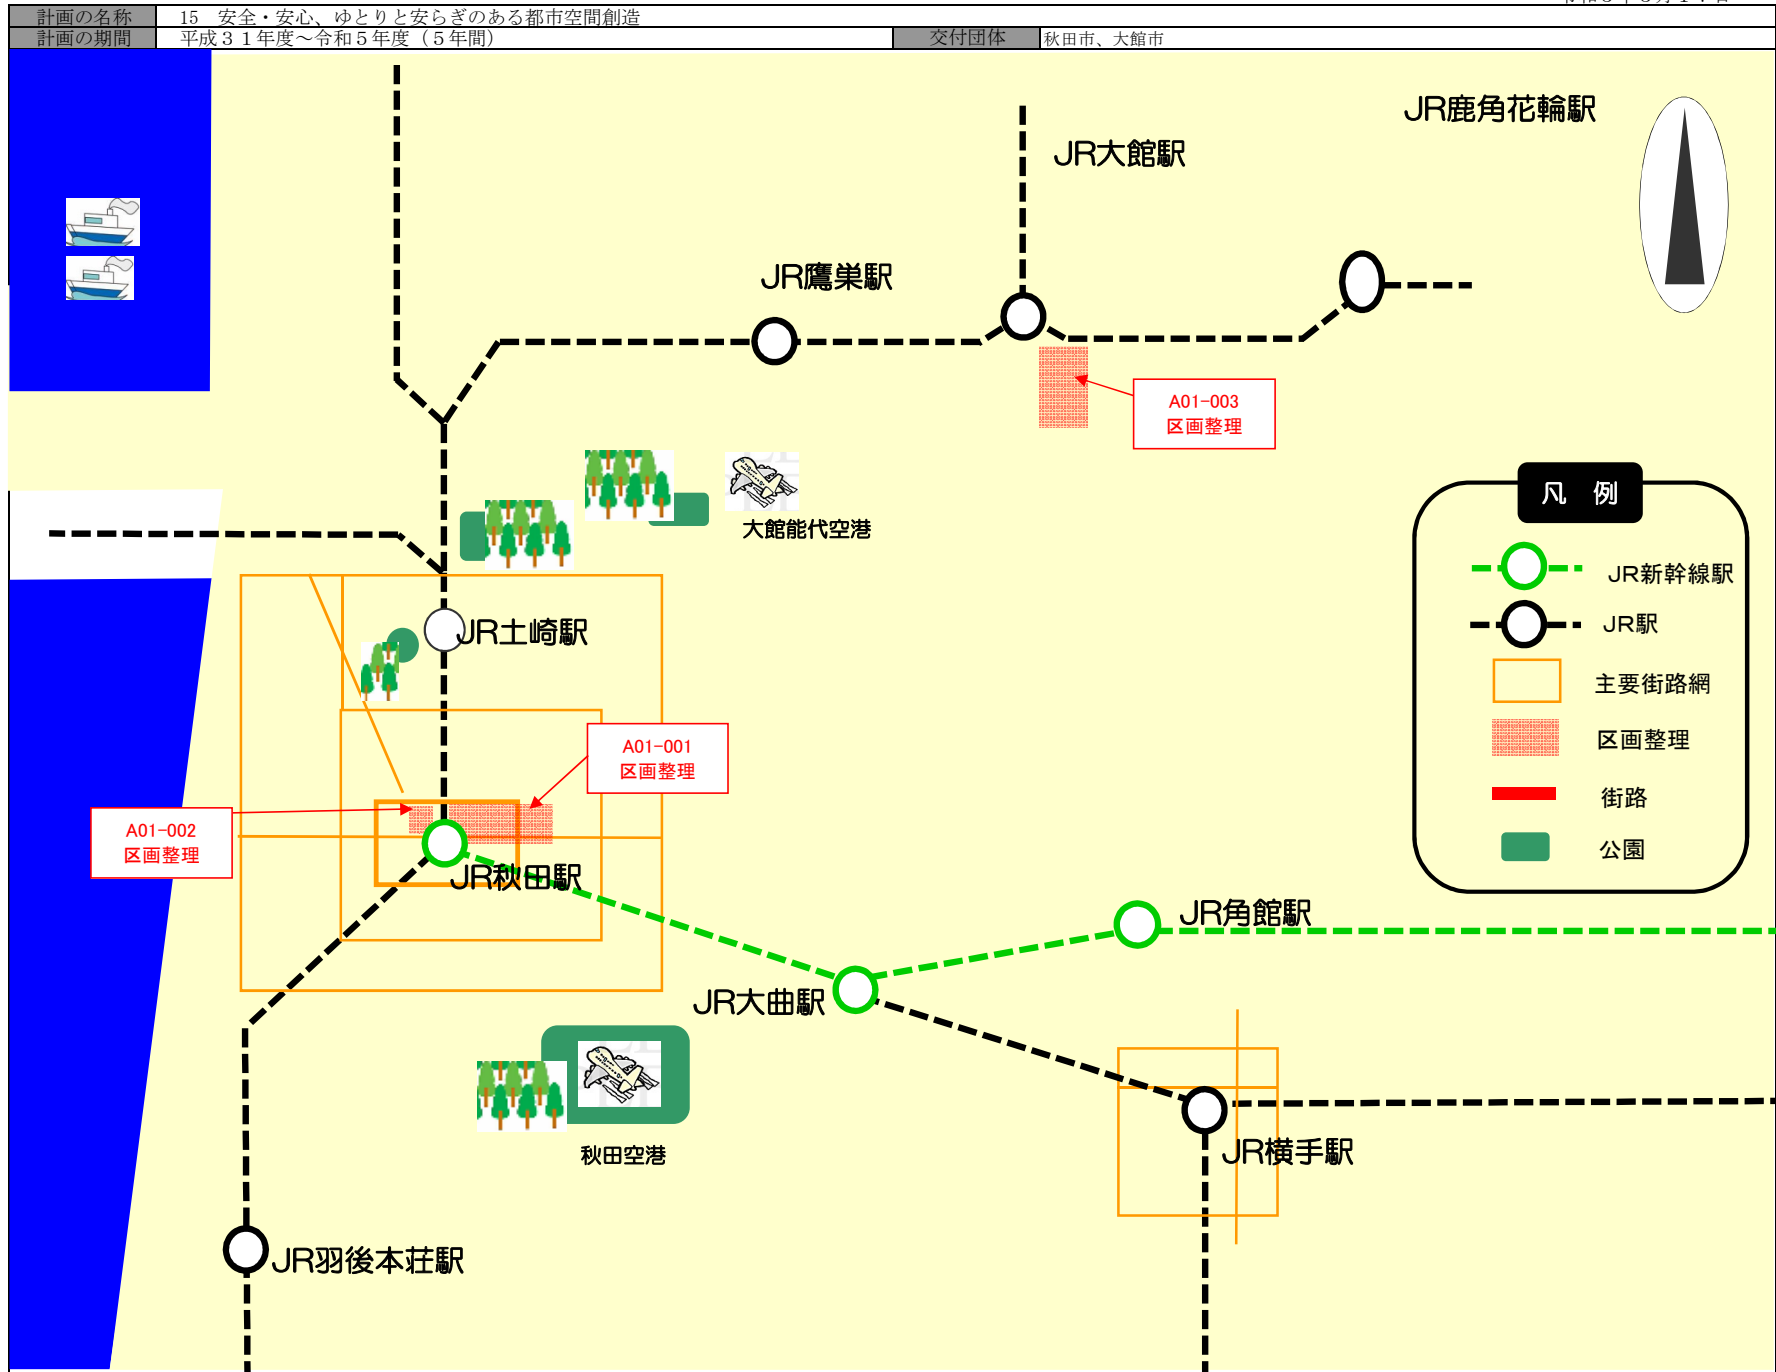 計画の名称
15　安全・安心、ゆとりと安らぎのある都市空間創造
計画の期間
平成３１年度～令和５年度（５年間）
交付団体
秋田市、大館市
JR鹿角花輪駅
JR大館駅
JR鷹巣駅
A01-003
区画整理
凡　例
大館能代空港
JR新幹線駅
JR土崎駅
JR駅
主要街路網
A01-001
区画整理
区画整理
街路
A01-002
区画整理
公園
JR秋田駅
JR角館駅
JR大曲駅
秋田空港
JR横手駅
JR羽後本荘駅